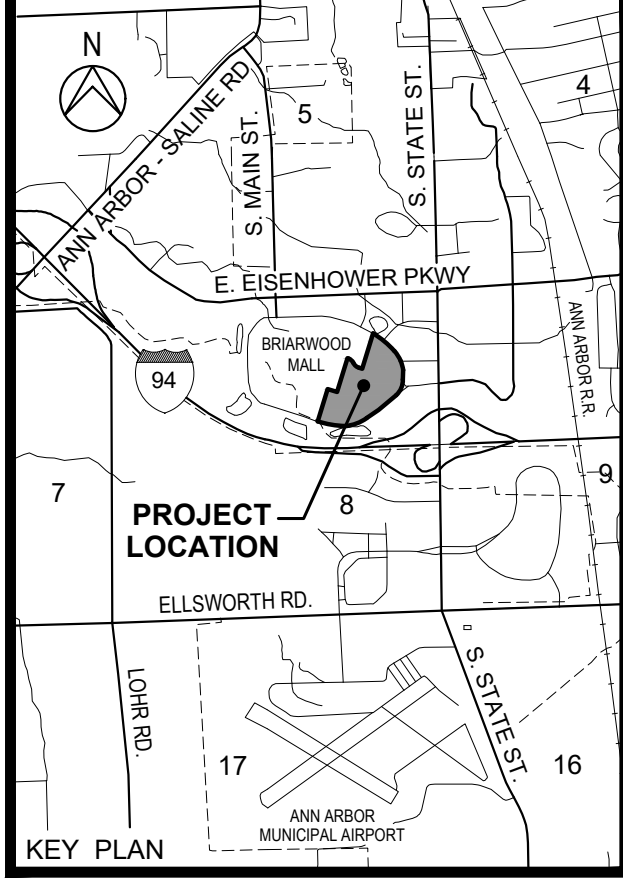 N
ANN ARBOR - SALINE RD
S. MAIN ST.
5
S. STATE ST.
4
E. EISENHOWER PKWY
ANN ARBOR R.R.
BRIARWOOD
MALL
94
7
PROJECT
LOCATION
8
9
ELLSWORTH RD.
LOHR RD.
S. STATE ST.
17
16
ANN ARBOR
MUNICIPAL AIRPORT
KEY PLAN